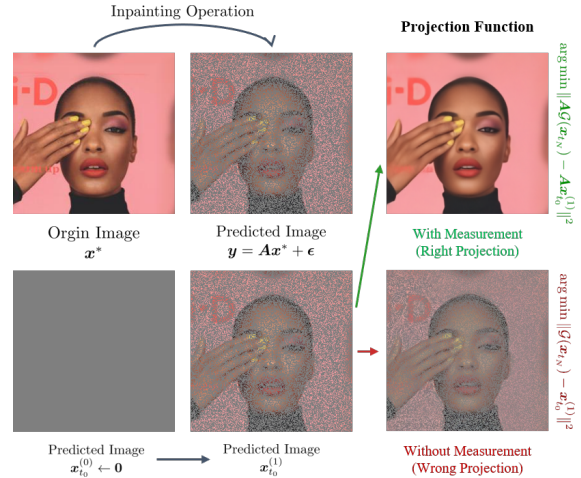 Inpainting Operation
Projection Function
i-D
Orgin Image
x*
Predicted Image
y = Ax* + ϵ
With Measurement
(Right Projection)
arg min ‖AG(x_{t_N}) − Ax_{t_0}^{(1)}‖²
i-D
Predicted Image
x_{t_0}^{(0)} ← 0
Predicted Image
x_{t_0}^{(1)}
Without Measurement
(Wrong Projection)
arg min ‖G(x_{t_N}) − x_{t_0}^{(1)}‖²